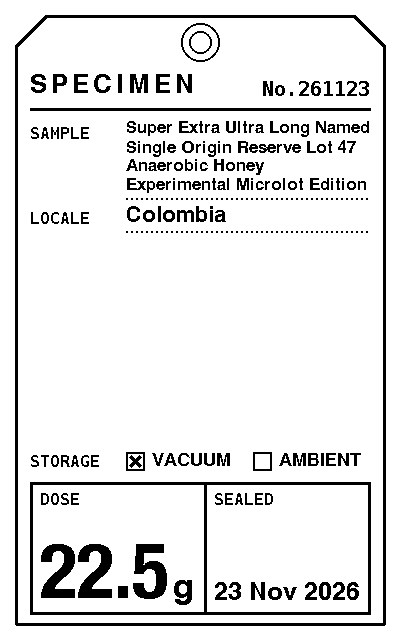 SPECIMEN No.261123
SAMPLE Super Extra Ultra Long Named
Single Origin Reserve Lot 47
Anaerobic Honey
Experimental Microlot Edition
LOCALE Colombia
STORAGE VACUUM AMBIENT
DOSE SEALED
22.5g 23 Nov 2026